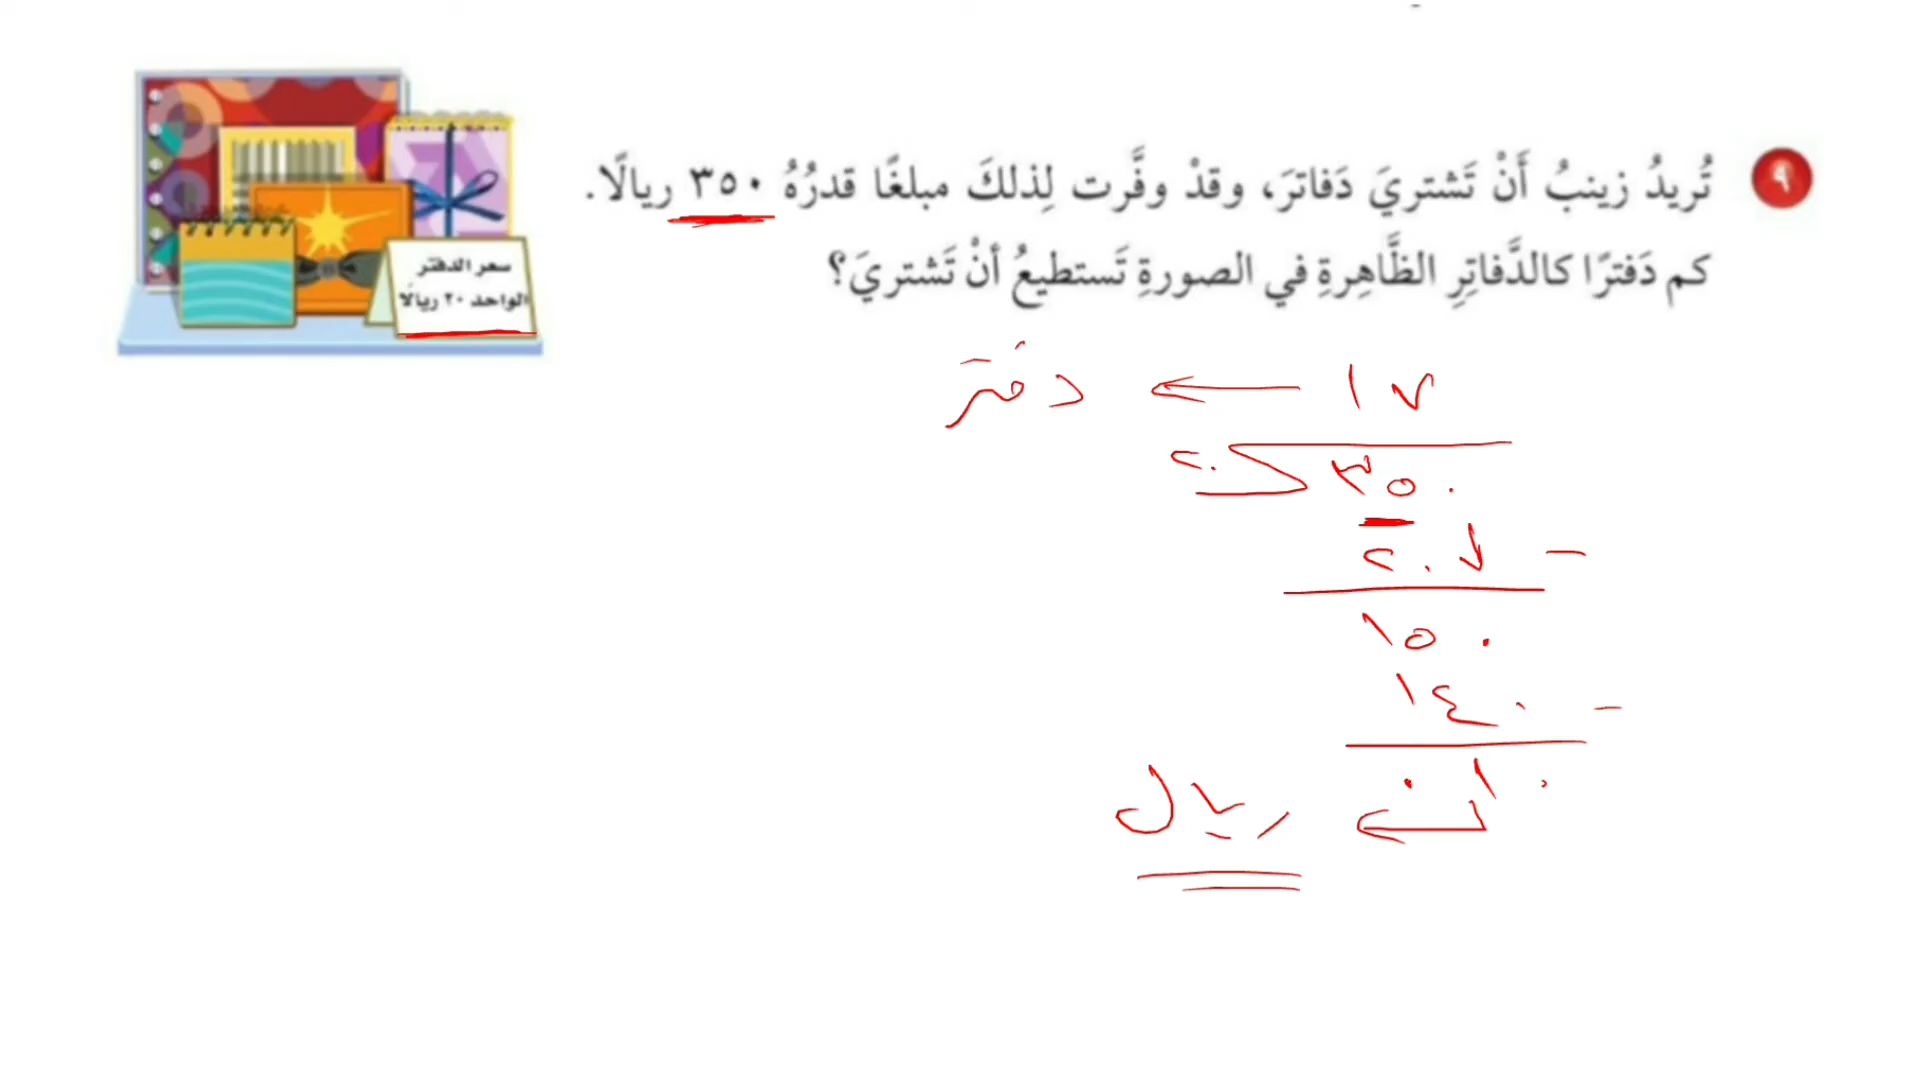 ٩ تُريدُ زينبُ أَنْ تَشتريَ دَفاترَ، وقدْ وفَّرت لِذلكَ مبلغًا قدرُهُ ٣٥٠ ريالًا.
كم دَفترًا كالدَّفاتِرِ الظَّاهِرةِ في الصورةِ تَستطيعُ أنْ تَشتريَ؟
سعر الدفتر
الواحد ٢٠ ريالًا
١٧ ← دفتر
٢٠ ٣٥٠
٢٠ -
١٥٠
١٤٠ -
٠١٠
← ريال